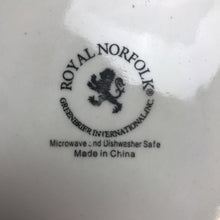 ROYAL NORFOLK®
GREENBRIER INTERNATIONAL, INC.
Microwave and Dishwasher Safe
Made in China